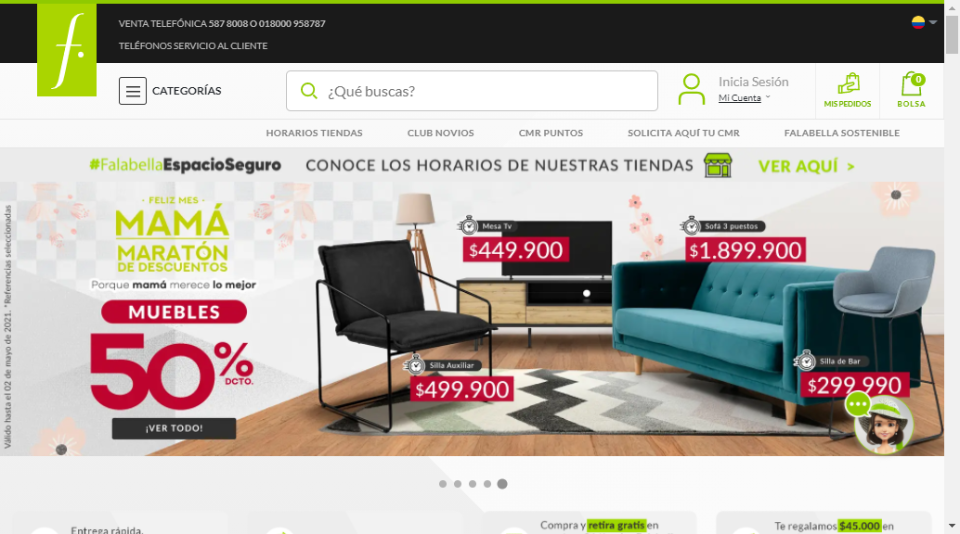 VENTA TELEFÓNICA 587 8008 O 018000 958787
TELÉFONOS SERVICIO AL CLIENTE
f.
CATEGORÍAS
¿Qué buscas?
Inicia Sesión
Mi Cuenta
MIS PEDIDOS
0
BOLSA
HORARIOS TIENDAS
CLUB NOVIOS
CMR PUNTOS
SOLICITA AQUÍ TU CMR
FALABELLA SOSTENIBLE
#FalabellaEspacioSeguro
CONOCE LOS HORARIOS DE NUESTRAS TIENDAS
VER AQUÍ >
Válido hasta el 02 de mayo de 2021. *Referencias seleccionadas
· FELIZ MES ·
MAMÁ
MARATÓN
DE DESCUENTOS
Porque mamá merece lo mejor
MUEBLES
50%
DCTO.
¡VER TODO!
Mesa Tv
$449.900
Sofá 3 puestos
$1.899.900
Silla Auxiliar
$499.900
Silla de Bar
$299.990
Entrega rápida.
Compra y retira gratis en
Te regalamos $45.000 en